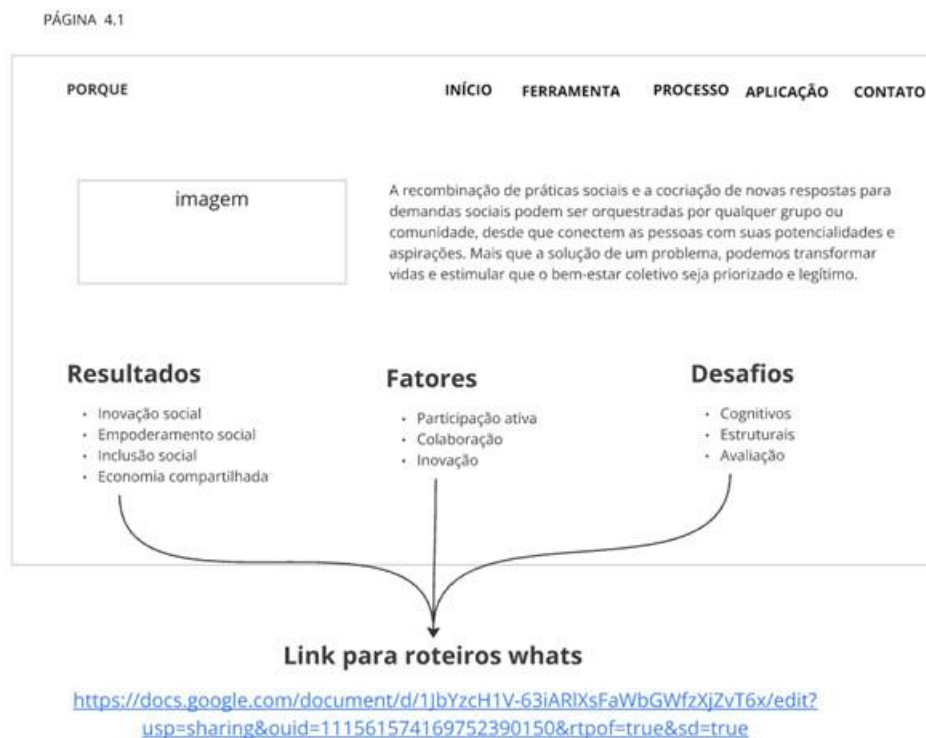 PÁGINA 4.1
PORQUE INÍCIO FERRAMENTA PROCESSO APLICAÇÃO CONTATO
imagem
A recombinação de práticas sociais e a cocriação de novas respostas para
demandas sociais podem ser orquestradas por qualquer grupo ou
comunidade, desde que conectem as pessoas com suas potencialidades e
aspirações. Mais que a solução de um problema, podemos transformar
vidas e estimular que o bem-estar coletivo seja priorizado e legítimo.
Resultados
• Inovação social
• Empoderamento social
• Inclusão social
• Economia compartilhada
Fatores
• Participação ativa
• Colaboração
• Inovação
Desafios
• Cognitivos
• Estruturais
• Avaliação
Link para roteiros whats
https://docs.google.com/document/d/1JbYzcH1V-63iARlXsFaWbGWfzXjZvT6x/edit?
usp=sharing&ouid=111561574169752390150&rtpof=true&sd=true